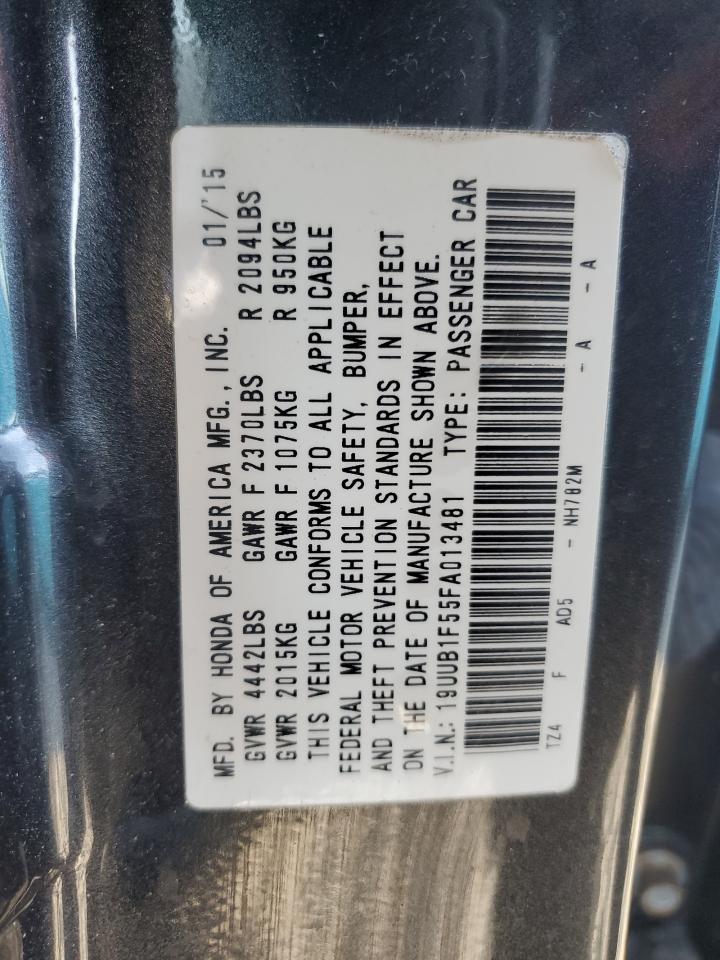 MFD. BY HONDA OF AMERICA MFG., INC. 01/'15
GVWR 4442LBS GAWR F 2370LBS R 2094LBS
GVWR 2015KG GAWR F 1075KG R 950KG
THIS VEHICLE CONFORMS TO ALL APPLICABLE
FEDERAL MOTOR VEHICLE SAFETY, BUMPER,
AND THEFT PREVENTION STANDARDS IN EFFECT
ON THE DATE OF MANUFACTURE SHOWN ABOVE.
V.I.N.: 19UUB1F55FA013481 TYPE: PASSENGER CAR
TZ4 F AD5 - NH782M - A - A